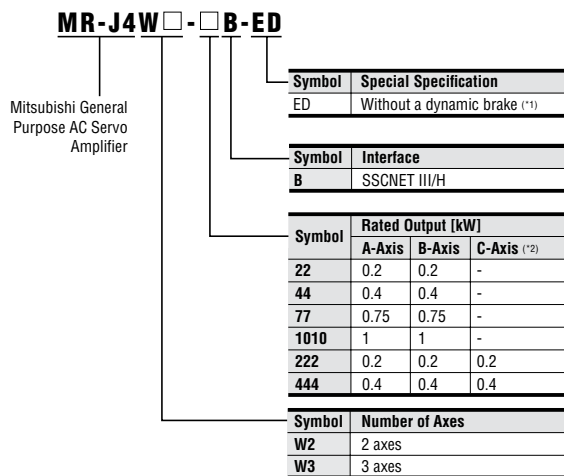 MR-J4W□-□B-ED
Mitsubishi General
Purpose AC Servo
Amplifier
Symbol Special Specification
ED Without a dynamic brake (*1)
Symbol Interface
B SSCNET III/H
Symbol Rated Output [kW]
A-Axis B-Axis C-Axis (*2)
22 0.2 0.2 -
44 0.4 0.4 -
77 0.75 0.75 -
1010 1 1 -
222 0.2 0.2 0.2
444 0.4 0.4 0.4
Symbol Number of Axes
W2 2 axes
W3 3 axes